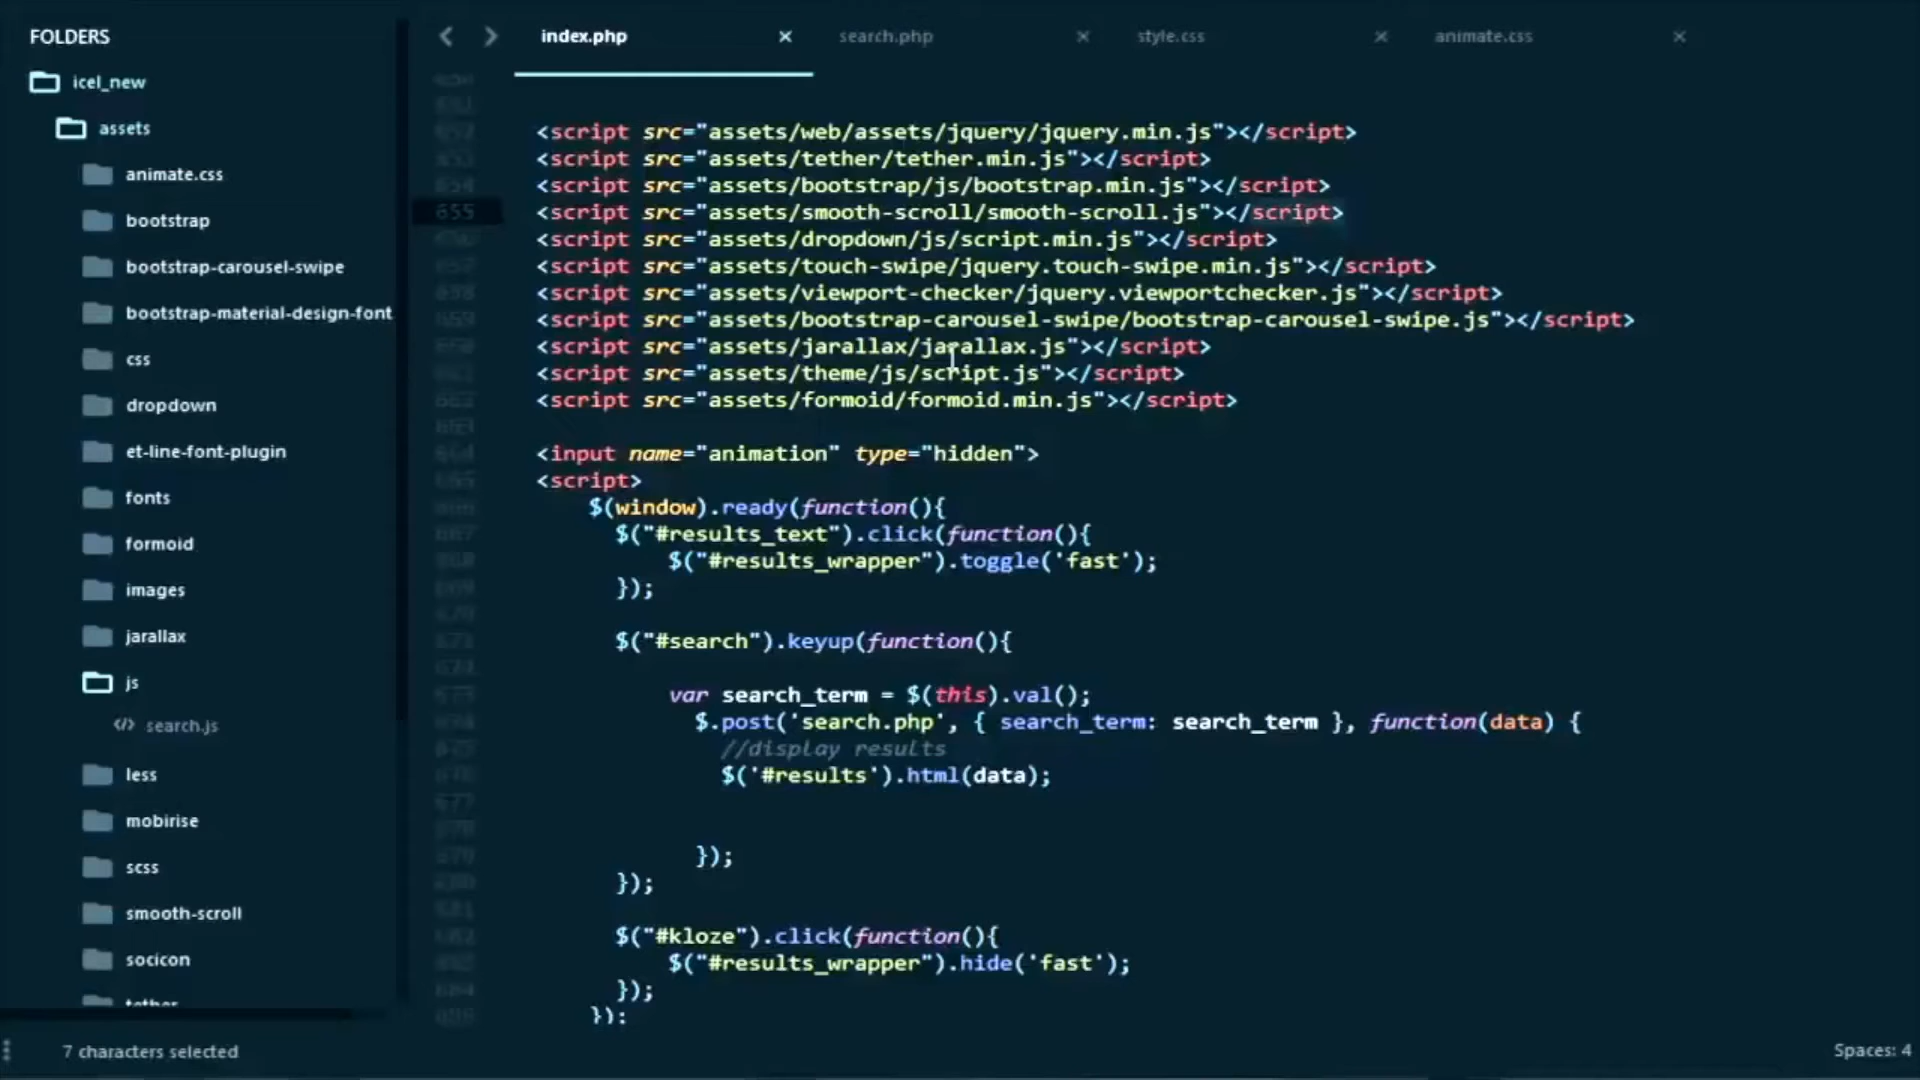 FOLDERS
icel_new
assets
animate.css
bootstrap
bootstrap-carousel-swipe
bootstrap-material-design-font
css
dropdown
et-line-font-plugin
fonts
formoid
images
jarallax
js
search.js
less
mobirise
scss
smooth-scroll
socicon
tether
7 characters selected
index.php
search.php
style.css
animate.css
<script src="assets/web/assets/jquery/jquery.min.js"></script>
<script src="assets/tether/tether.min.js"></script>
<script src="assets/bootstrap/js/bootstrap.min.js"></script>
655 <script src="assets/smooth-scroll/smooth-scroll.js"></script>
<script src="assets/dropdown/js/script.min.js"></script>
<script src="assets/touch-swipe/jquery.touch-swipe.min.js"></script>
<script src="assets/viewport-checker/jquery.viewportchecker.js"></script>
<script src="assets/bootstrap-carousel-swipe/bootstrap-carousel-swipe.js"></script>
<script src="assets/jarallax/jarallax.js"></script>
<script src="assets/theme/js/script.js"></script>
<script src="assets/formoid/formoid.min.js"></script>
<input name="animation" type="hidden">
<script>
$(window).ready(function(){
$("#results_text").click(function(){
$("#results_wrapper").toggle('fast');
});
$("#search").keyup(function(){
var search_term = $(this).val();
$.post('search.php', { search_term: search_term }, function(data) {
//display results
$('#results').html(data);
});
});
$("#kloze").click(function(){
$("#results_wrapper").hide('fast');
});
});
Spaces: 4